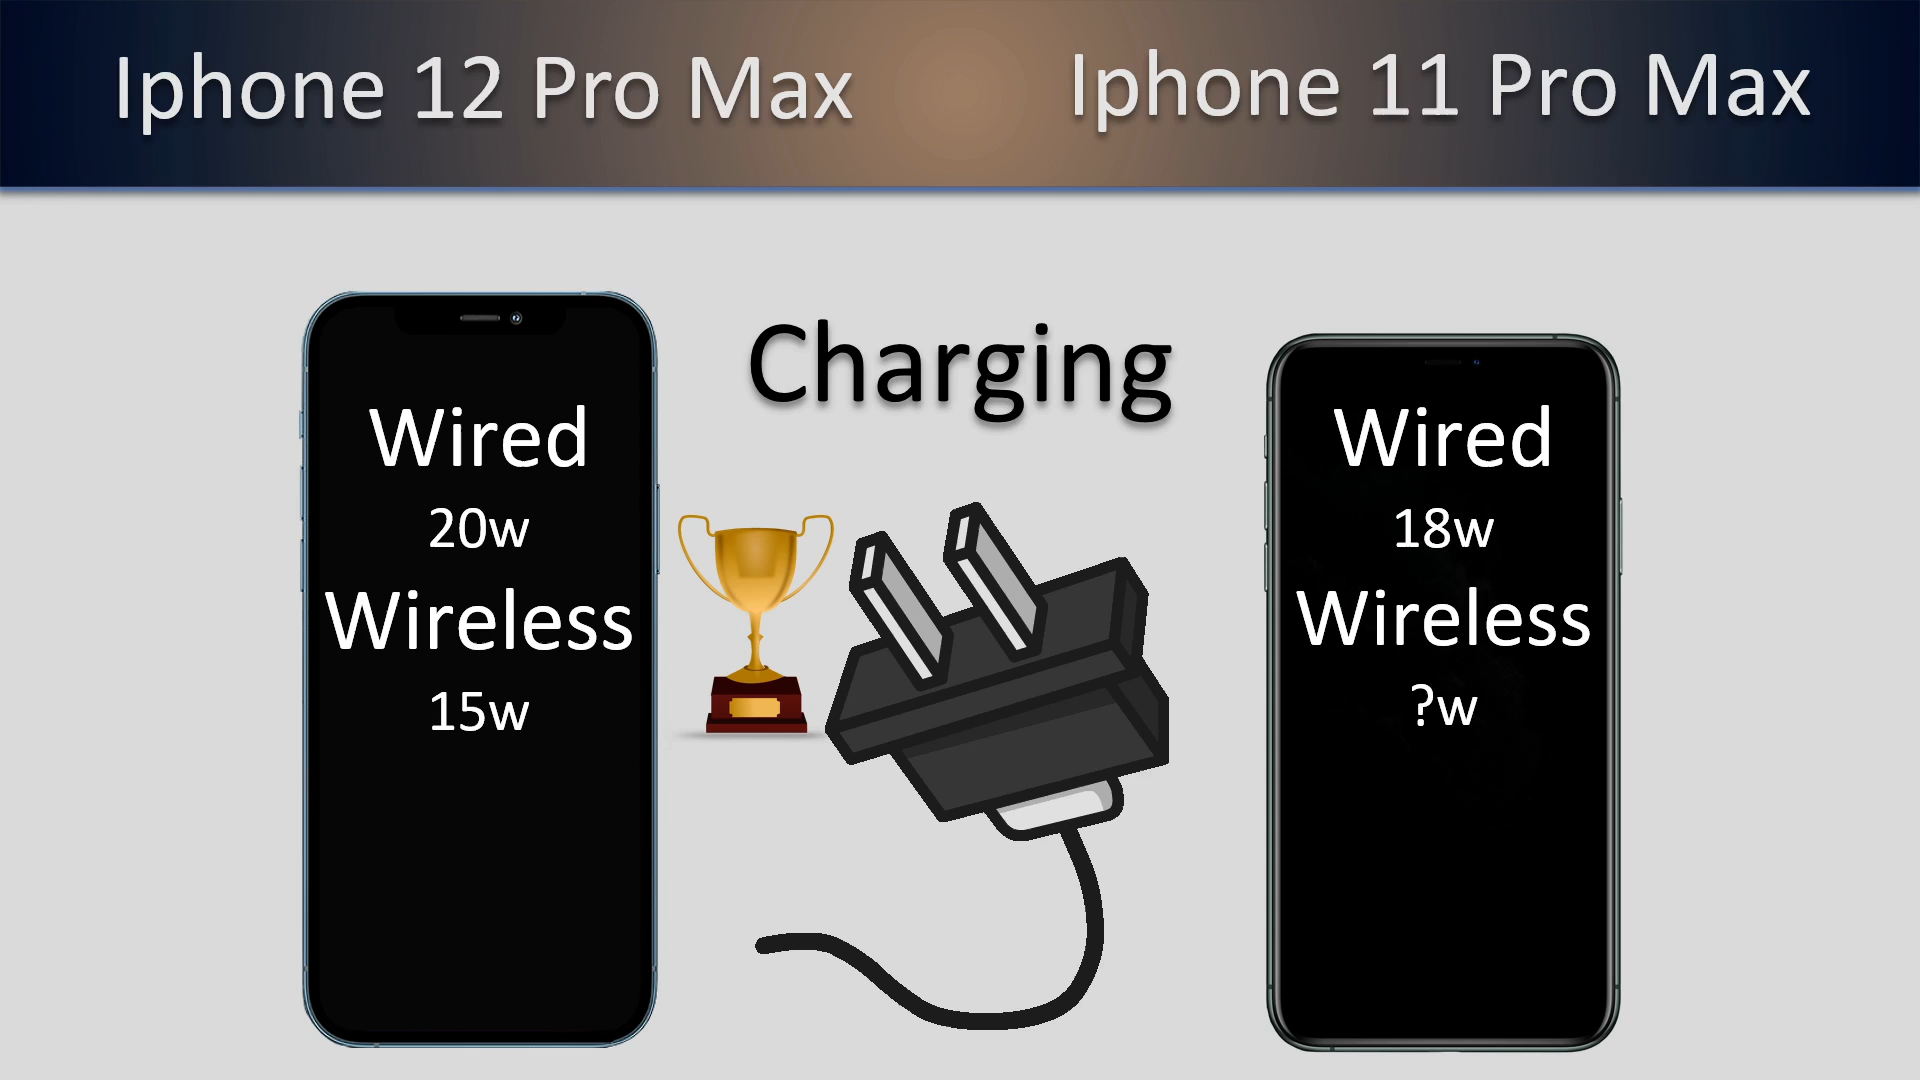 Iphone 12 Pro Max
Iphone 11 Pro Max
Charging
Wired
20w
Wireless
15w
Wired
18w
Wireless
?w